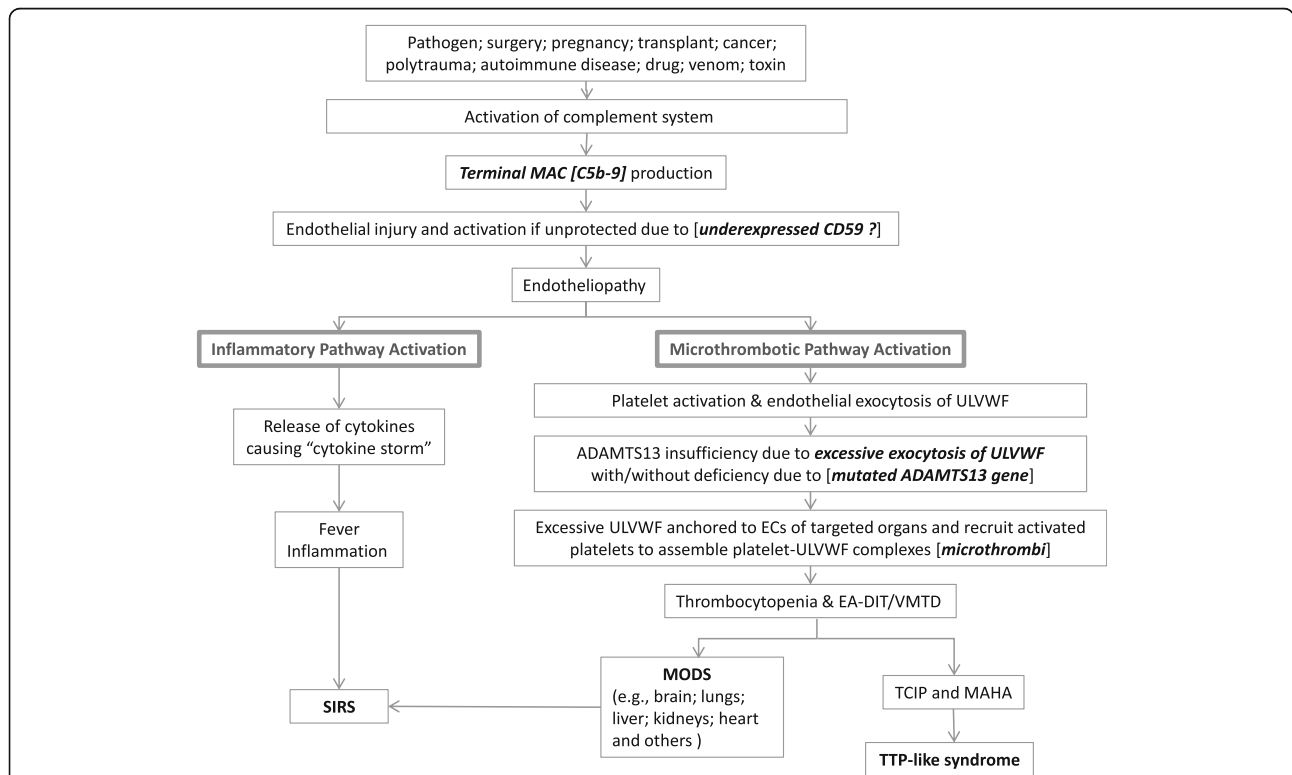 Pathogen; surgery; pregnancy; transplant; cancer;
polytrauma; autoimmune disease; drug; venom; toxin
Activation of complement system
Terminal MAC [C5b-9] production
Endothelial injury and activation if unprotected due to [underexpressed CD59 ?]
Endotheliopathy
Inflammatory Pathway Activation
Microthrombotic Pathway Activation
Release of cytokines
causing “cytokine storm”
Fever
Inflammation
Platelet activation & endothelial exocytosis of ULVWF
ADAMTS13 insufficiency due to excessive exocytosis of ULVWF
with/without deficiency due to [mutated ADAMTS13 gene]
Excessive ULVWF anchored to ECs of targeted organs and recruit activated
platelets to assemble platelet-ULVWF complexes [microthrombi]
Thrombocytopenia & EA-DIT/VMTD
SIRS
MODS
(e.g., brain; lungs;
liver; kidneys; heart
and others )
TCIP and MAHA
TTP-like syndrome